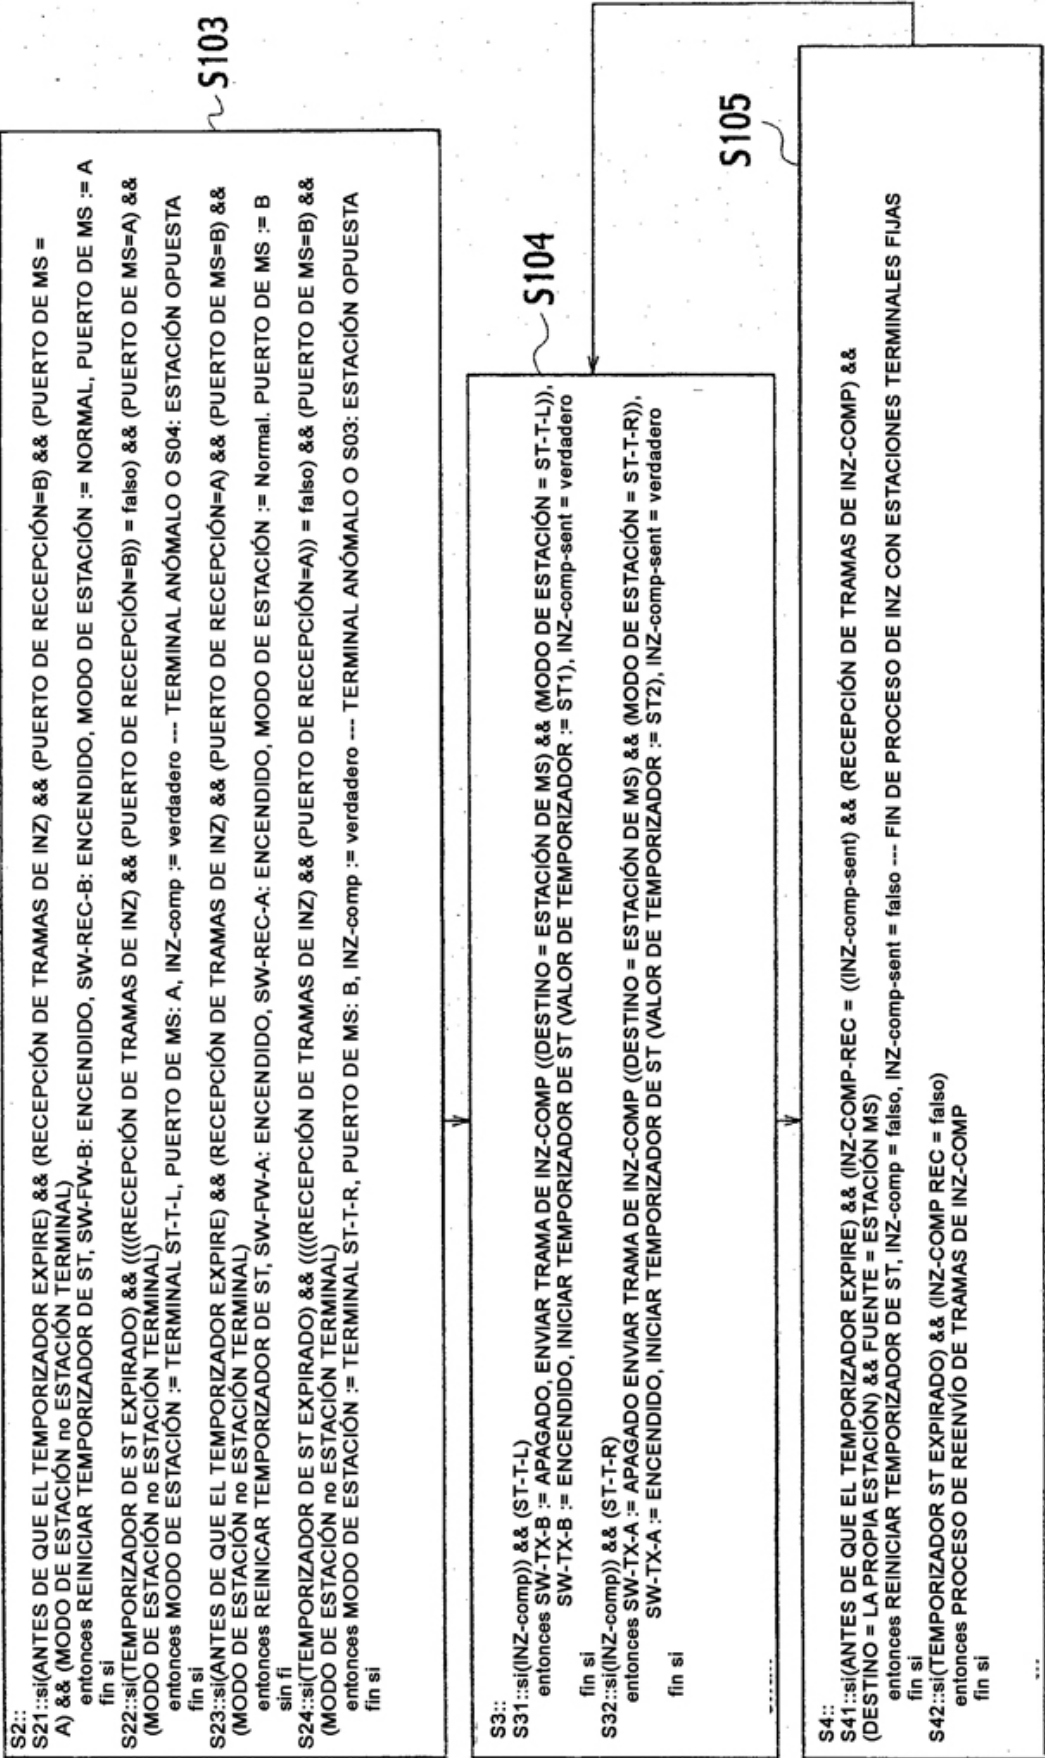 S103
S2::
S21::si(ANTES DE QUE EL TEMPORIZADOR EXPIRE) && (RECEPCIÓN DE TRAMAS DE INZ) && (PUERTO DE RECEPCIÓN=B) && (PUERTO DE MS =
A) && (MODO DE ESTACIÓN no ESTACIÓN TERMINAL)
entonces REINICIAR TEMPORIZADOR DE ST, SW-FW-B: ENCENDIDO, SW-REC-B: ENCENDIDO, MODO DE ESTACIÓN := NORMAL, PUERTO DE MS := A
fin si
S22::si(TEMPORIZADOR DE ST EXPIRADO) && ((((RECEPCIÓN DE TRAMAS DE INZ) && (PUERTO DE RECEPCIÓN=B)) = falso) && (PUERTO DE MS=A) &&
(MODO DE ESTACIÓN no ESTACIÓN TERMINAL)
entonces MODO DE ESTACIÓN := TERMINAL ST-T-L, PUERTO DE MS: A, INZ-comp := verdadero --- TERMINAL ANÓMALO O S04: ESTACIÓN OPUESTA
fin si
S23::si(ANTES DE QUE EL TEMPORIZADOR EXPIRE) && (RECEPCIÓN DE TRAMAS DE INZ) && (PUERTO DE RECEPCIÓN=A) && (PUERTO DE MS=B) &&
(MODO DE ESTACIÓN no ESTACIÓN TERMINAL)
entonces REINICAR TEMPORIZADOR DE ST, SW-FW-A: ENCENDIDO, SW-REC-A: ENCENDIDO, MODO DE ESTACIÓN := Normal. PUERTO DE MS := B
sin fi
S24::si(TEMPORIZADOR DE ST EXPIRADO) && ((((RECEPCIÓN DE TRAMAS DE INZ) && (PUERTO DE RECEPCIÓN=A)) = falso) && (PUERTO DE MS=B) &&
(MODO DE ESTACIÓN no ESTACIÓN TERMINAL)
entonces MODO DE ESTACIÓN := TERMINAL ST-T-R, PUERTO DE MS: B, INZ-comp := verdadero --- TERMINAL ANÓMALO O S03: ESTACIÓN OPUESTA
fin si
S104
S3::
S31::si(INZ-comp)) && (ST-T-L)
entonces SW-TX-B := APAGADO, ENVIAR TRAMA DE INZ-COMP ((DESTINO = ESTACIÓN DE MS) && (MODO DE ESTACIÓN = ST-T-L)),
SW-TX-B := ENCENDIDO, INICIAR TEMPORIZADOR DE ST (VALOR DE TEMPORIZADOR := ST1), INZ-comp-sent = verdadero
fin si
S32::si(INZ-comp)) && (ST-T-R)
entonces SW-TX-A := APAGADO ENVIAR TRAMA DE INZ-COMP ((DESTINO = ESTACIÓN DE MS) && (MODO DE ESTACIÓN = ST-T-R)),
SW-TX-A := ENCENDIDO, INICIAR TEMPORIZADOR DE ST (VALOR DE TEMPORIZADOR := ST2), INZ-comp-sent = verdadero
fin si
S105
S4::
S41::si(ANTES DE QUE EL TEMPORIZADOR EXPIRE) && (INZ-COMP-REC = ((INZ-comp-sent) && (RECEPCIÓN DE TRAMAS DE INZ-COMP) &&
(DESTINO = LA PROPIA ESTACIÓN) && FUENTE = ESTACIÓN MS)
entonces REINICIAR TEMPORIZADOR DE ST, INZ-comp = falso, INZ-comp-sent = falso --- FIN DE PROCESO DE INZ CON ESTACIONES TERMINALES FIJAS
fin si
S42::si(TEMPORIZADOR ST EXPIRADO) && (INZ-COMP REC = falso)
entonces PROCESO DE REENVÍO DE TRAMAS DE INZ-COMP
fin si